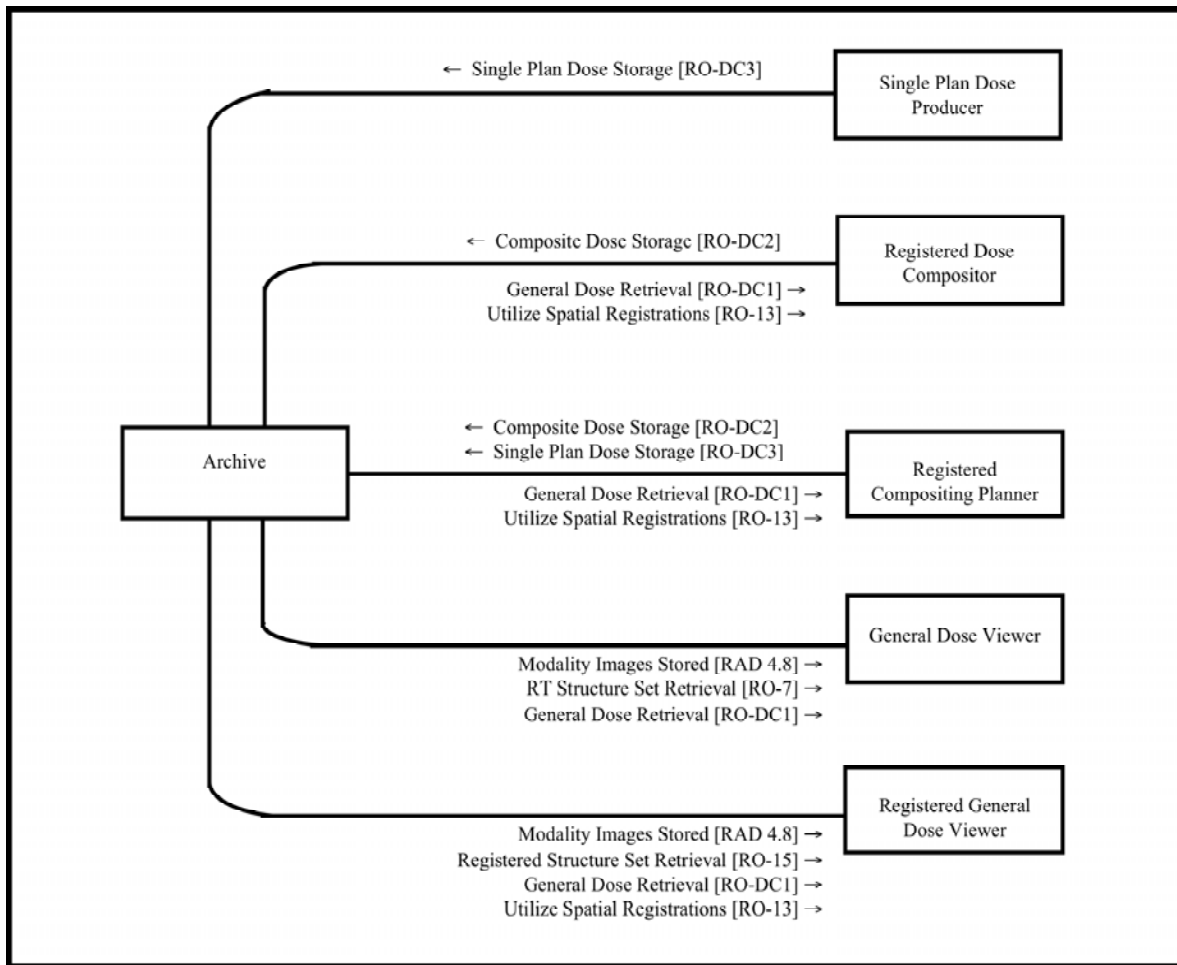 ← Single Plan Dose Storage [RO-DC3]
Single Plan Dose
Producer
← Composite Dose Storage [RO-DC2]
Registered Dose
Compositor
General Dose Retrieval [RO-DC1] →
Utilize Spatial Registrations [RO-13] →
Archive
← Composite Dose Storage [RO-DC2]
← Single Plan Dose Storage [RO-DC3]
Registered
Compositing Planner
General Dose Retrieval [RO-DC1] →
Utilize Spatial Registrations [RO-13] →
General Dose Viewer
Modality Images Stored [RAD 4.8] →
RT Structure Set Retrieval [RO-7] →
General Dose Retrieval [RO-DC1] →
Registered General
Dose Viewer
Modality Images Stored [RAD 4.8] →
Registered Structure Set Retrieval [RO-15] →
General Dose Retrieval [RO-DC1] →
Utilize Spatial Registrations [RO-13] →